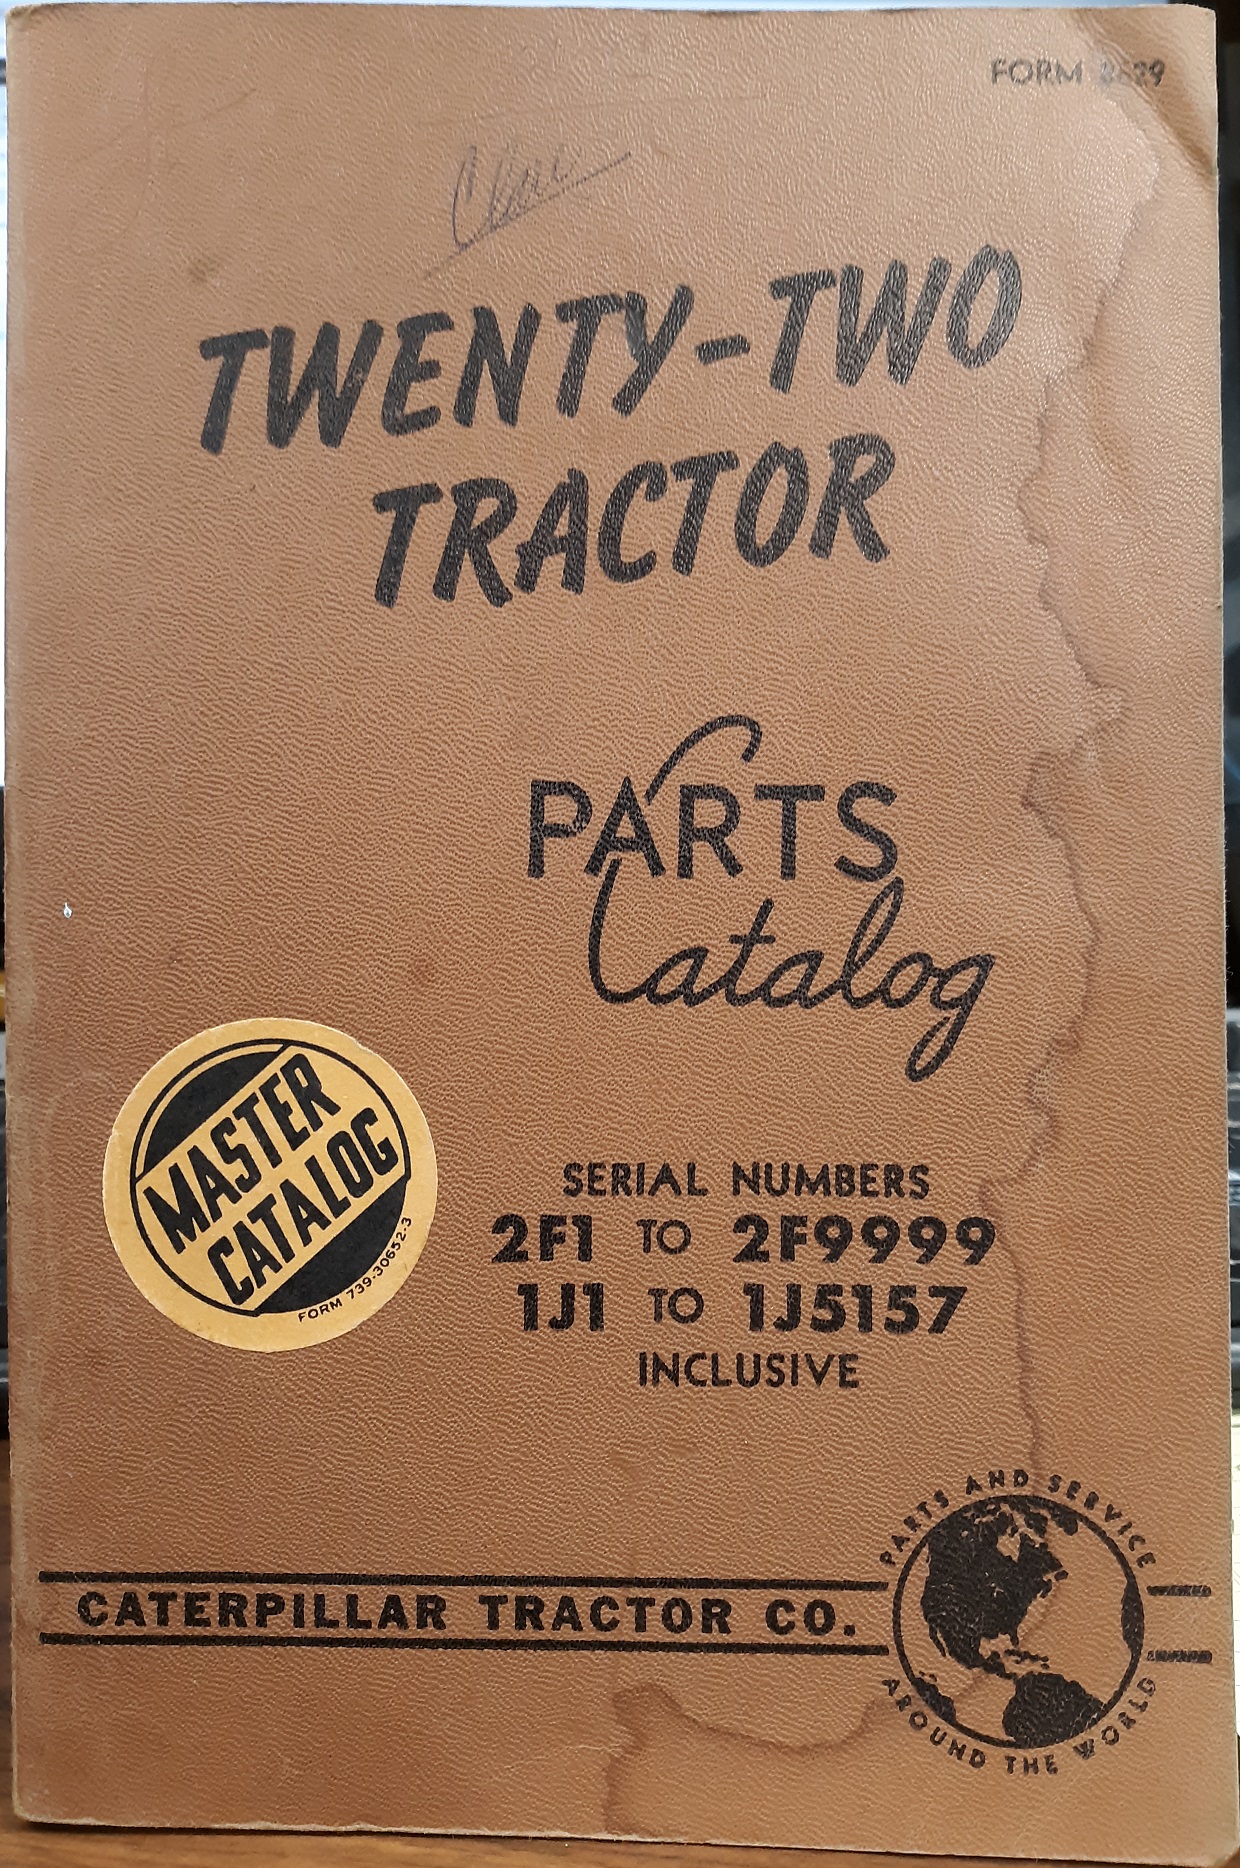 FORM
TWENTY-TWO
TRACTOR
PARTS
Catalog
MASTER
CATALOG
FORM 739-30652-3
SERIAL NUMBERS
2F1 TO 2F9999
1J1 TO 1J5157
INCLUSIVE
CATERPILLAR TRACTOR CO.
PARTS AND SERVICE
AROUND THE WORLD